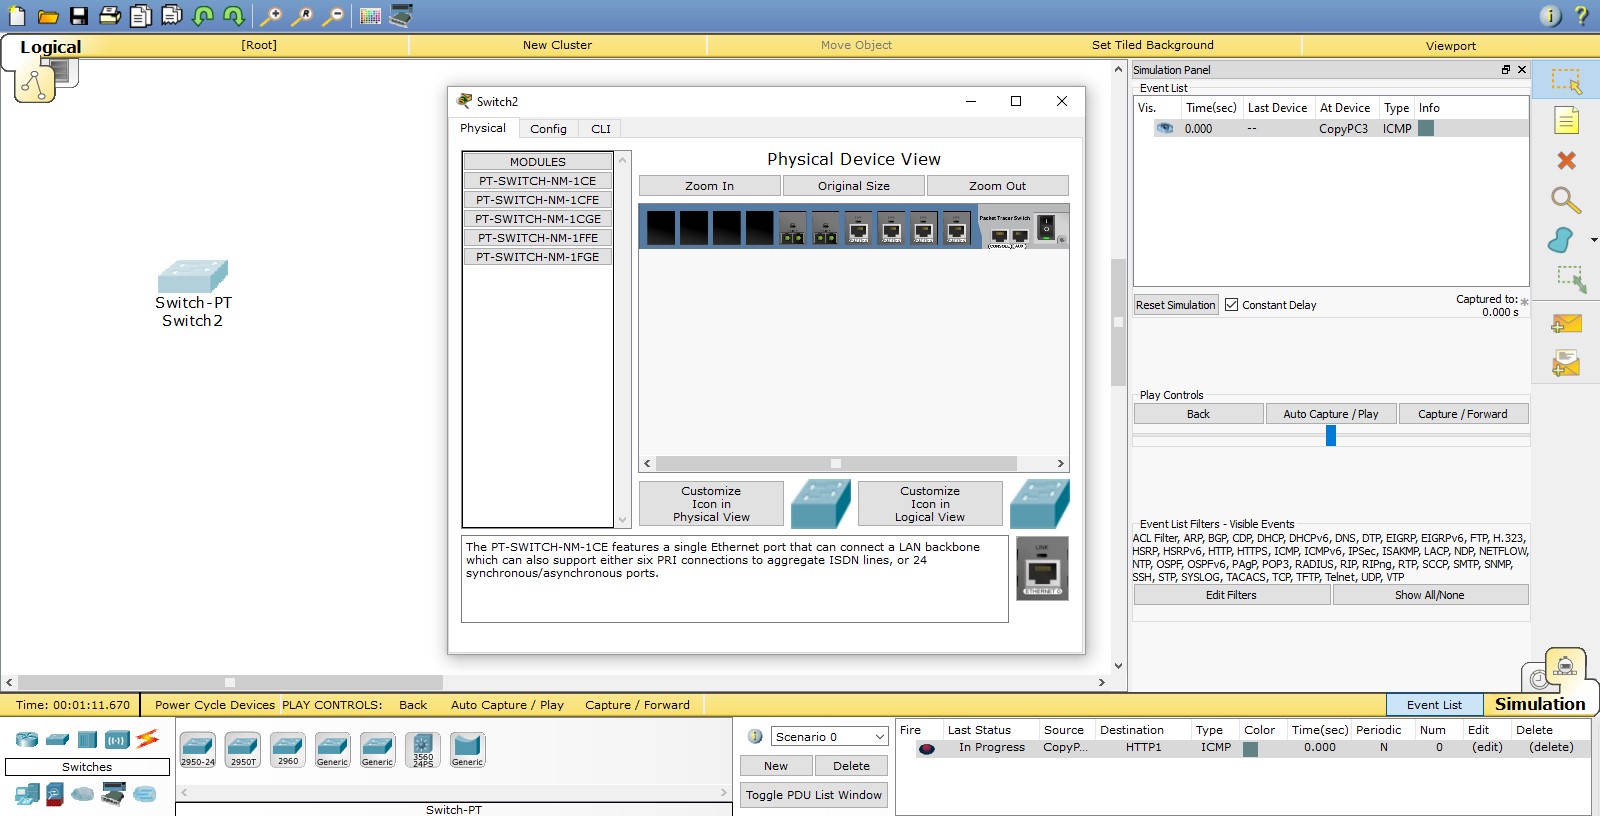 Logical
[Root]
New Cluster
Move Object
Set Tiled Background
Viewport
Switch-PT
Switch2
Switch2
Physical
Config
CLI
MODULES
PT-SWITCH-NM-1CE
PT-SWITCH-NM-1CFE
PT-SWITCH-NM-1CGE
PT-SWITCH-NM-1FFE
PT-SWITCH-NM-1FGE
Physical Device View
Zoom In
Original Size
Zoom Out
Packet Tracer Switch
CONSOLE
AUX
Customize
Icon in
Physical View
Customize
Icon in
Logical View
The PT-SWITCH-NM-1CE features a single Ethernet port that can connect a LAN backbone
which can also support either six PRI connections to aggregate ISDN lines, or 24
synchronous/asynchronous ports.
LINK
Simulation Panel
Event List
Vis. Time(sec) Last Device At Device Type Info
0.000 -- CopyPC3 ICMP
Reset Simulation
Constant Delay
Captured to:
0.000 s
*
Play Controls
Back
Auto Capture / Play
Capture / Forward
Event List Filters - Visible Events
ACL Filter, ARP, BGP, CDP, DHCP, DHCPv6, DNS, DTP, EIGRP, EIGRPv6, FTP, H.323,
HSRP, HSRPv6, HTTP, HTTPS, ICMP, ICMPv6, IPSec, ISAKMP, LACP, NDP, NETFLOW,
NTP, OSPF, OSPFv6, PAgP, POP3, RADIUS, RIP, RIPng, RTP, SCCP, SMTP, SNMP,
SSH, STP, SYSLOG, TACACS, TCP, TFTP, Telnet, UDP, VTP
Edit Filters
Show All/None
Time: 00:01:11.670
Power Cycle Devices PLAY CONTROLS: Back Auto Capture / Play Capture / Forward
Event List
Simulation
Switches
2950-24
2950T
2960
Generic
Generic
3560
24PS
Generic
Switch-PT
Scenario 0
New
Delete
Toggle PDU List Window
Fire Last Status Source Destination Type Color Time(sec) Periodic Num Edit Delete
In Progress CopyP... HTTP1 ICMP 0.000 N 0 (edit) (delete)